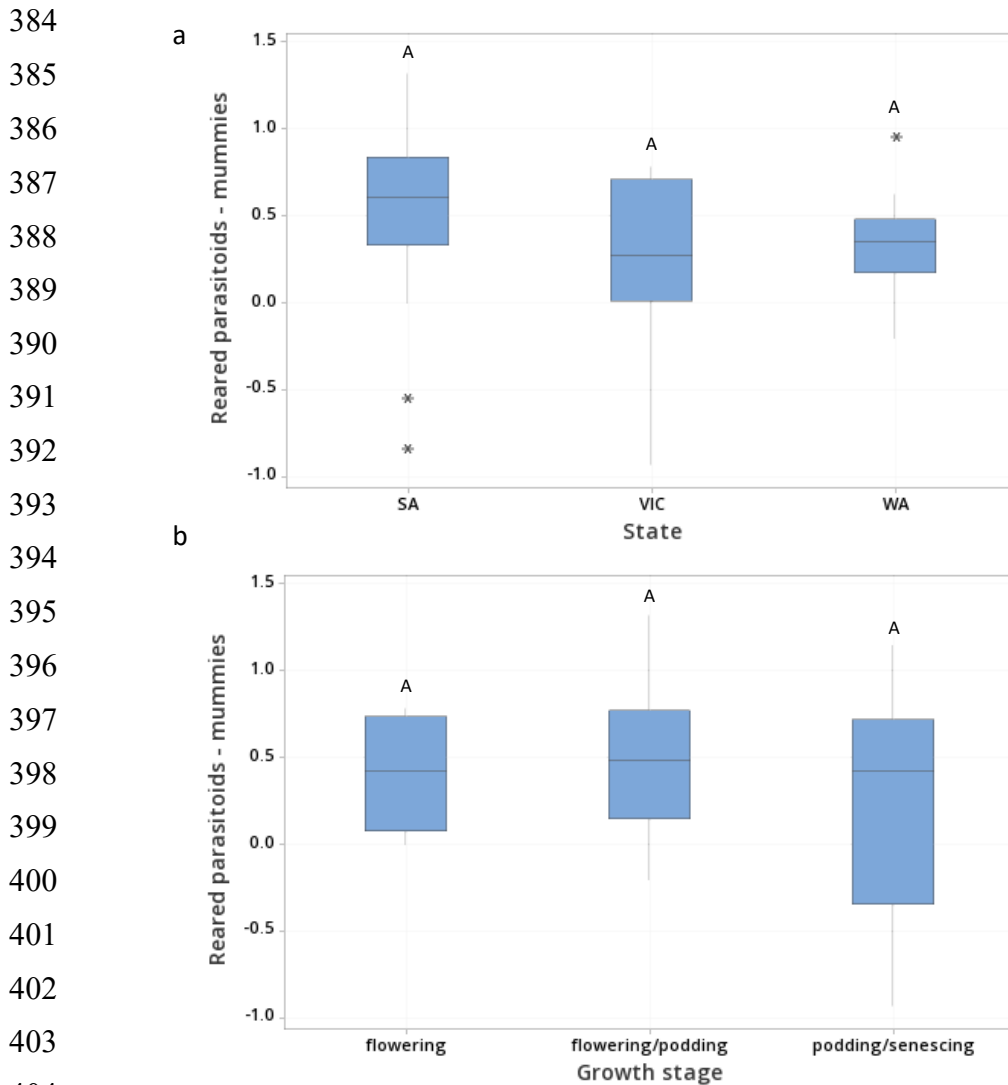 384
385
386
387
388
389
390
391
392
393
394
395
396
397
398
399
400
401
402
403
a
Reared parasitoids - mummies
1.5
1.0
0.5
0.0
-0.5
-1.0
A
A
A
SA
VIC
WA
State
b
Reared parasitoids - mummies
1.5
1.0
0.5
0.0
-0.5
-1.0
A
A
A
flowering
flowering/podding
podding/senescing
Growth stage